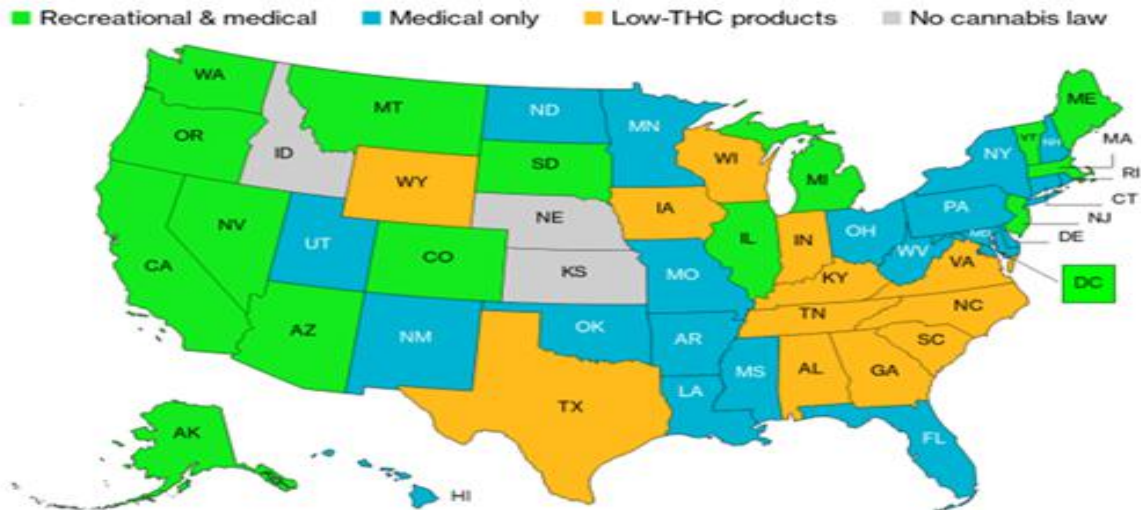 Recreational & medical Medical only Low-THC products No cannabis law
WA
MT
ND
MN
ME
OR
ID
WY
SD
WI
MI
NY
VT
NH
MA
RI
CT
NJ
NV
UT
CO
NE
IA
IL
IN
OH
PA
WV
MD
DE
DC
CA
KS
MO
KY
VA
AZ
NM
OK
AR
TN
NC
SC
TX
LA
MS
AL
GA
FL
AK
HI